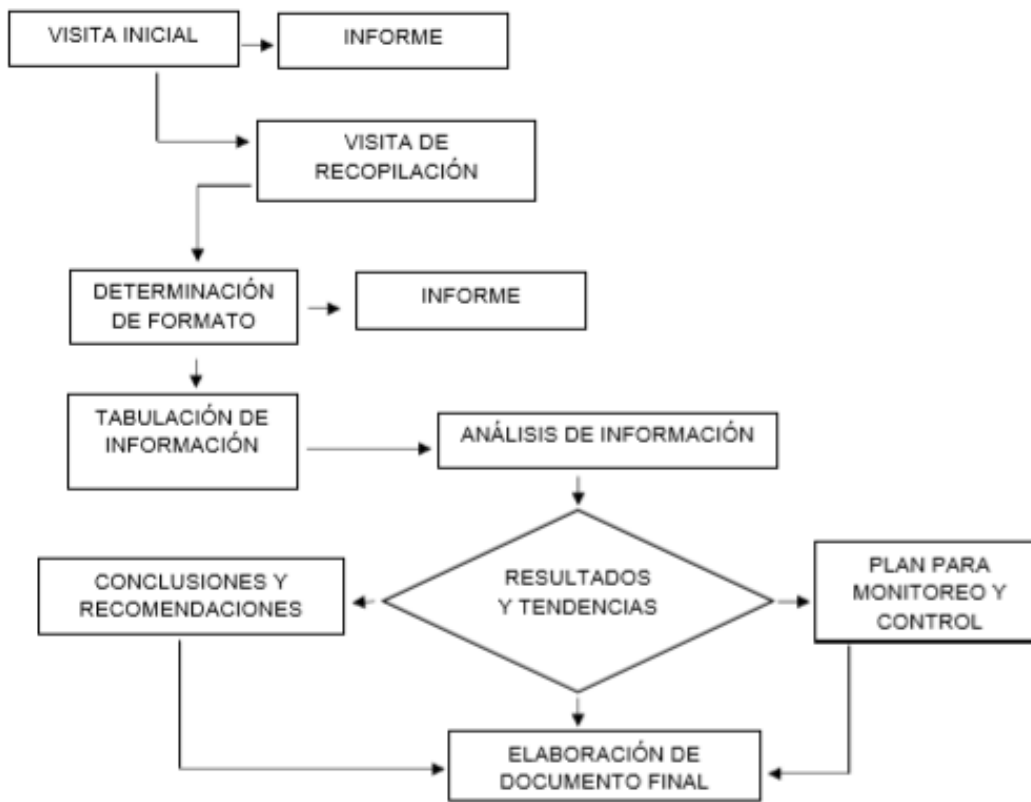 VISITA INICIAL
INFORME
VISITA DE
RECOPILACIÓN
DETERMINACIÓN
DE FORMATO
INFORME
TABULACIÓN DE
INFORMACIÓN
ANÁLISIS DE INFORMACIÓN
CONCLUSIONES Y
RECOMENDACIONES
RESULTADOS
Y TENDENCIAS
PLAN PARA
MONITOREO Y
CONTROL
ELABORACIÓN DE
DOCUMENTO FINAL